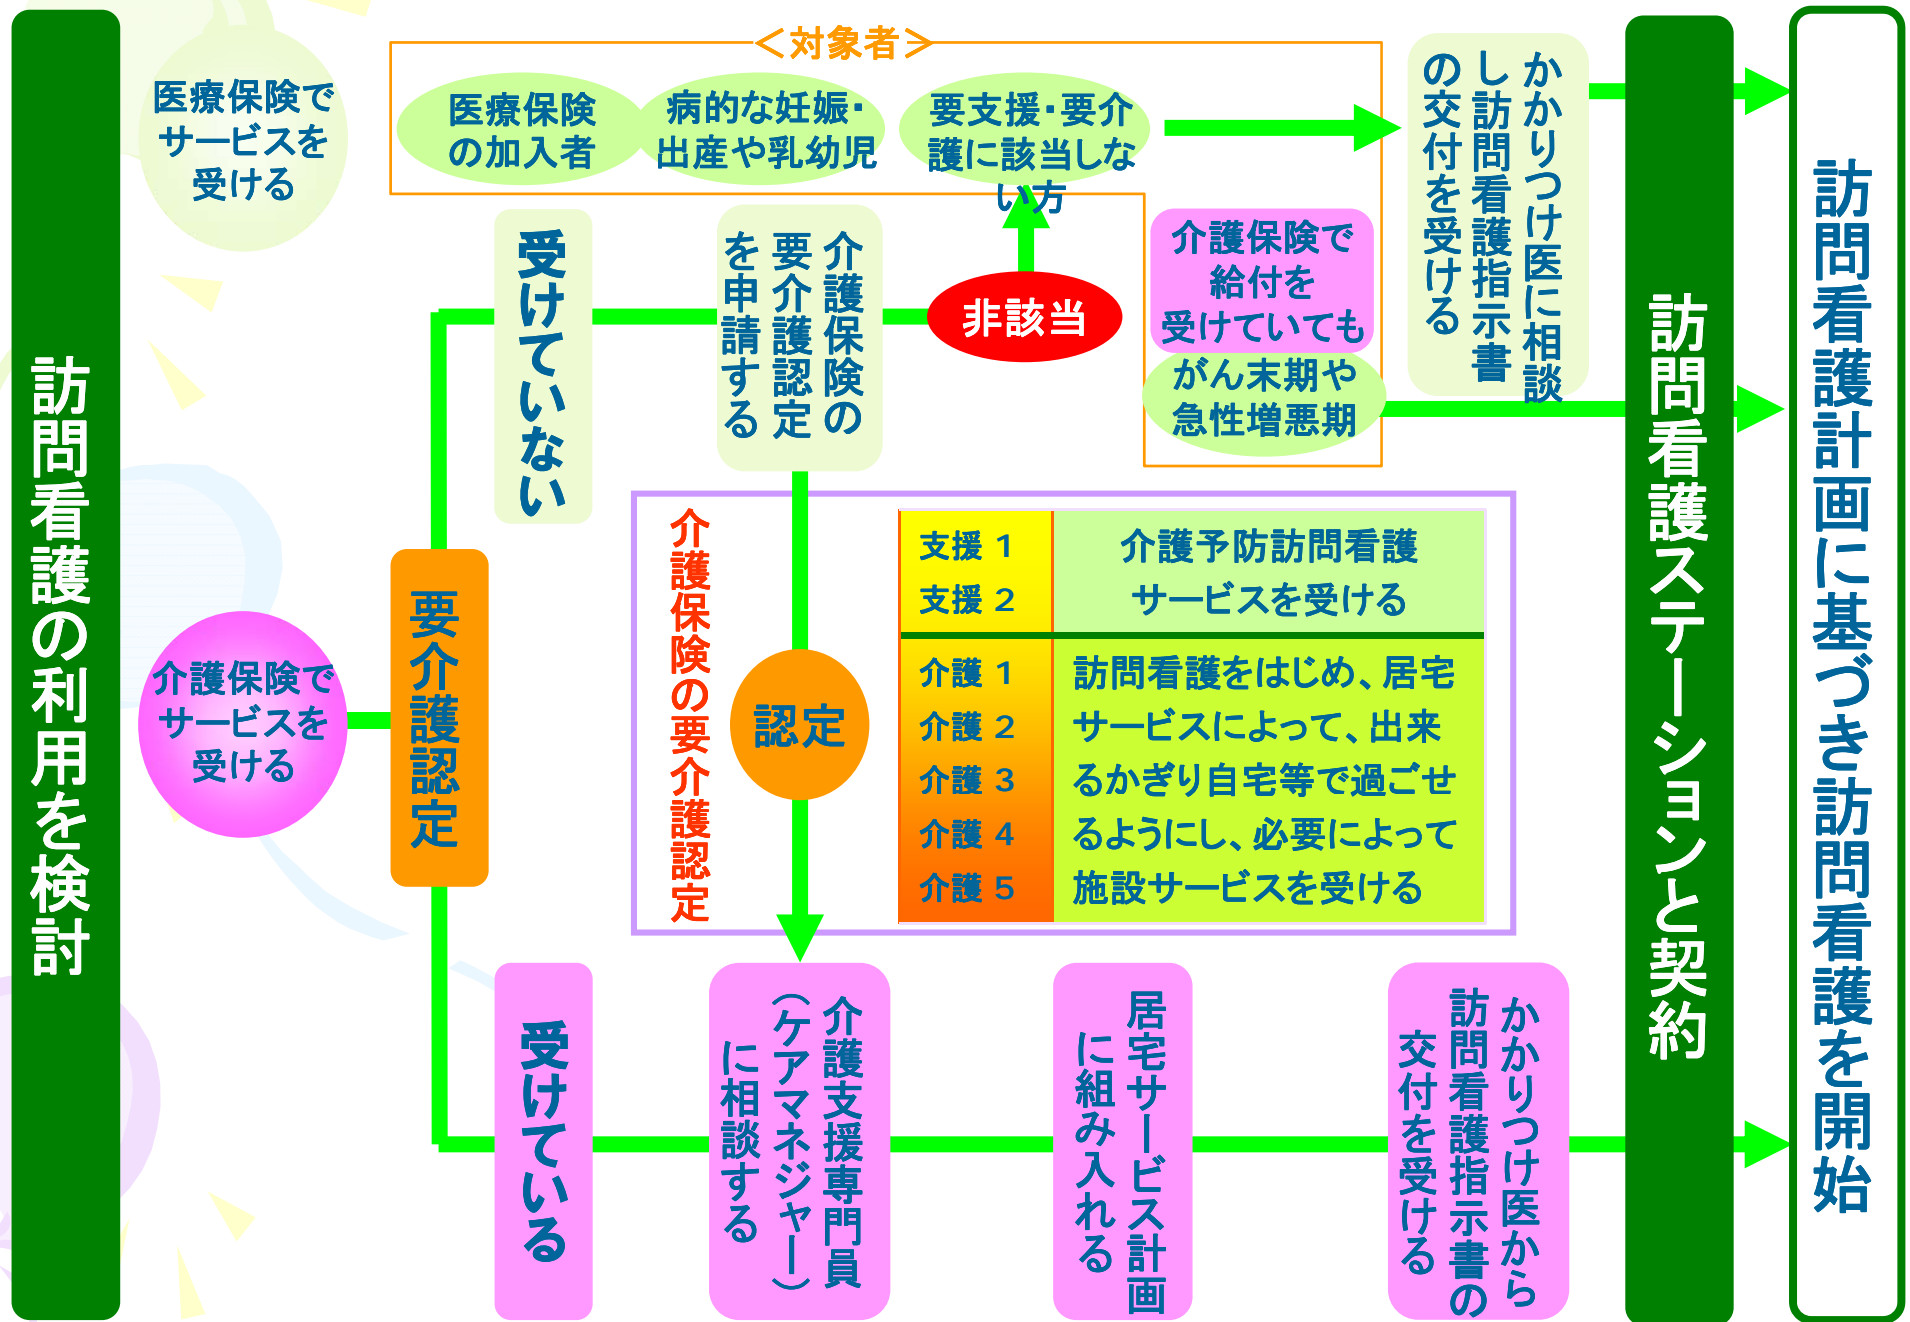 訪問看護の利用を検討
医療保険で
サービスを
受ける
介護保険で
サービスを
受ける
＜対象者＞
医療保険
の加入者
病的な妊娠・
出産や乳幼児
要支援・要介
護に該当しな
い方
かかりつけ医に相談
し訪問看護指示書
の交付を受ける
受けていない
介護保険の
要介護認定
を申請する
非該当
介護保険で
給付を
受けていても
がん末期や
急性増悪期
要介護認定
介護保険の要介護認定
認定
支援 1
支援 2
介護予防訪問看護
サービスを受ける
介護 1
介護 2
介護 3
介護 4
介護 5
訪問看護をはじめ、居宅
サービスによって、出来
るかぎり自宅等で過ごせ
るようにし、必要によって
施設サービスを受ける
受けている
介護支援専門員
（ケアマネジャー）
に相談する
居宅サービス計画
に組み入れる
かかりつけ医から
訪問看護指示書の
交付を受ける
訪問看護ステーションと契約
訪問看護計画に基づき訪問看護を開始